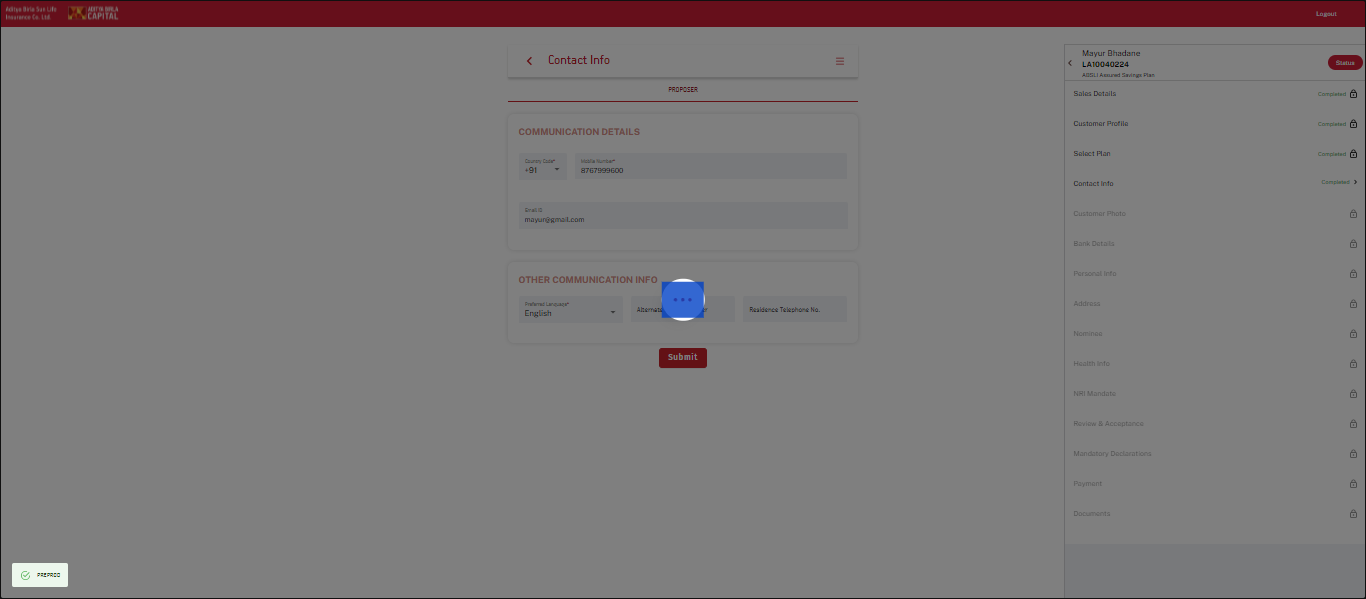 Aditya Birla Sun Life
Insurance Co. Ltd.
ADITYA BIRLA
CAPITAL
Logout
Contact Info
PROPOSER
COMMUNICATION DETAILS
Country Code*
+91
Mobile Number*
8767999600
Email ID
mayur@gmail.com
OTHER COMMUNICATION INFO
Preferred Language*
English
Alternate
Residence Telephone No.
Submit
Mayur Bhadane
LA10040224
ABSLI Assured Savings Plan
Status
Sales Details Completed
Customer Profile Completed
Select Plan Completed
Contact Info Completed
Customer Photo
Bank Details
Personal Info
Address
Nominee
Health Info
NRI Mandate
Review & Acceptance
Mandatory Declarations
Payment
Documents
PREPROD